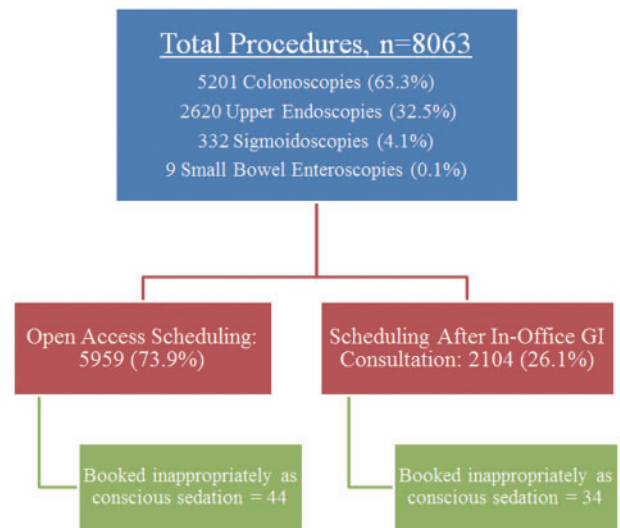 Total Procedures, n=8063
5201 Colonoscopies (63.3%)
2620 Upper Endoscopies (32.5%)
332 Sigmoidoscopies (4.1%)
9 Small Bowel Enteroscopies (0.1%)
Open Access Scheduling:
5959 (73.9%)
Scheduling After In-Office GI
Consultation: 2104 (26.1%)
Booked inappropriately as
conscious sedation = 44
Booked inappropriately as
conscious sedation = 34